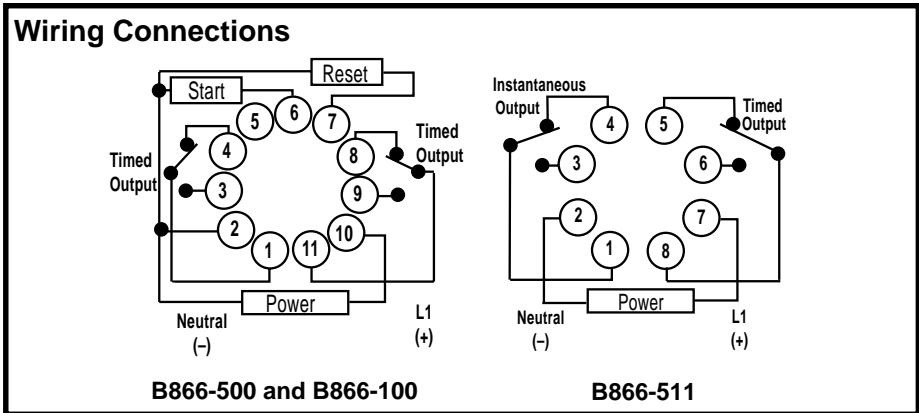 Wiring Connections
Reset
Start
6
7
5
4
8
Timed
Output
Timed
Output
3
9
2
10
1
11
Power
Neutral
(–)
L1
(+)
B866-500 and B866-100
Instantaneous
Output
4
5
Timed
Output
3
6
2
7
1
8
Power
Neutral
(–)
L1
(+)
B866-511